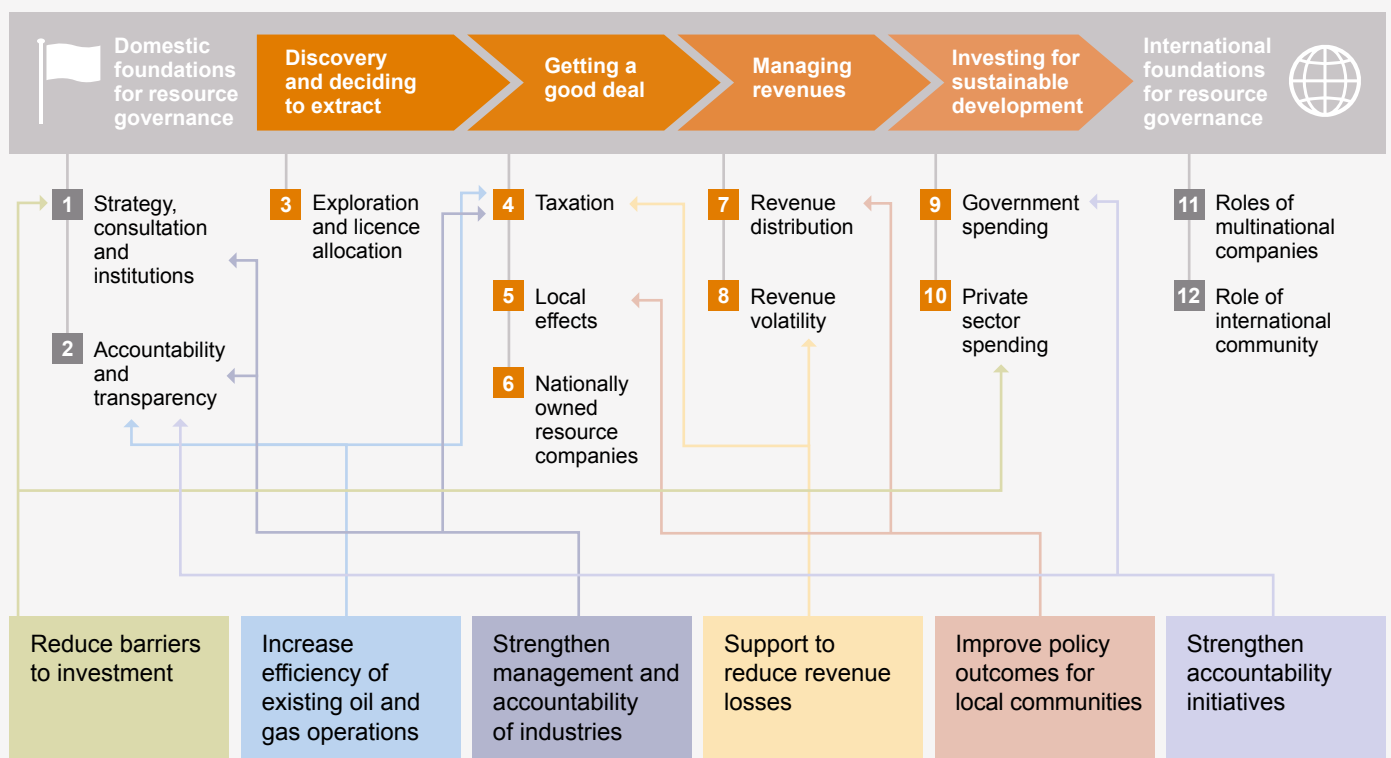 Domestic
foundations
for resource
governance
Discovery
and deciding
to extract
Getting a
good deal
Managing
revenues
Investing for
sustainable
development
International
foundations
for resource
governance
1 Strategy,
consultation
and
institutions
2 Accountability
and
transparency
3 Exploration
and licence
allocation
4 Taxation
5 Local
effects
6 Nationally
owned
resource
companies
7 Revenue
distribution
8 Revenue
volatility
9 Government
spending
10 Private
sector
spending
11 Roles of
multinational
companies
12 Role of
international
community
Reduce barriers
to investment
Increase
efficiency of
existing oil and
gas operations
Strengthen
management and
accountability
of industries
Support to
reduce revenue
losses
Improve policy
outcomes for
local communities
Strengthen
accountability
initiatives